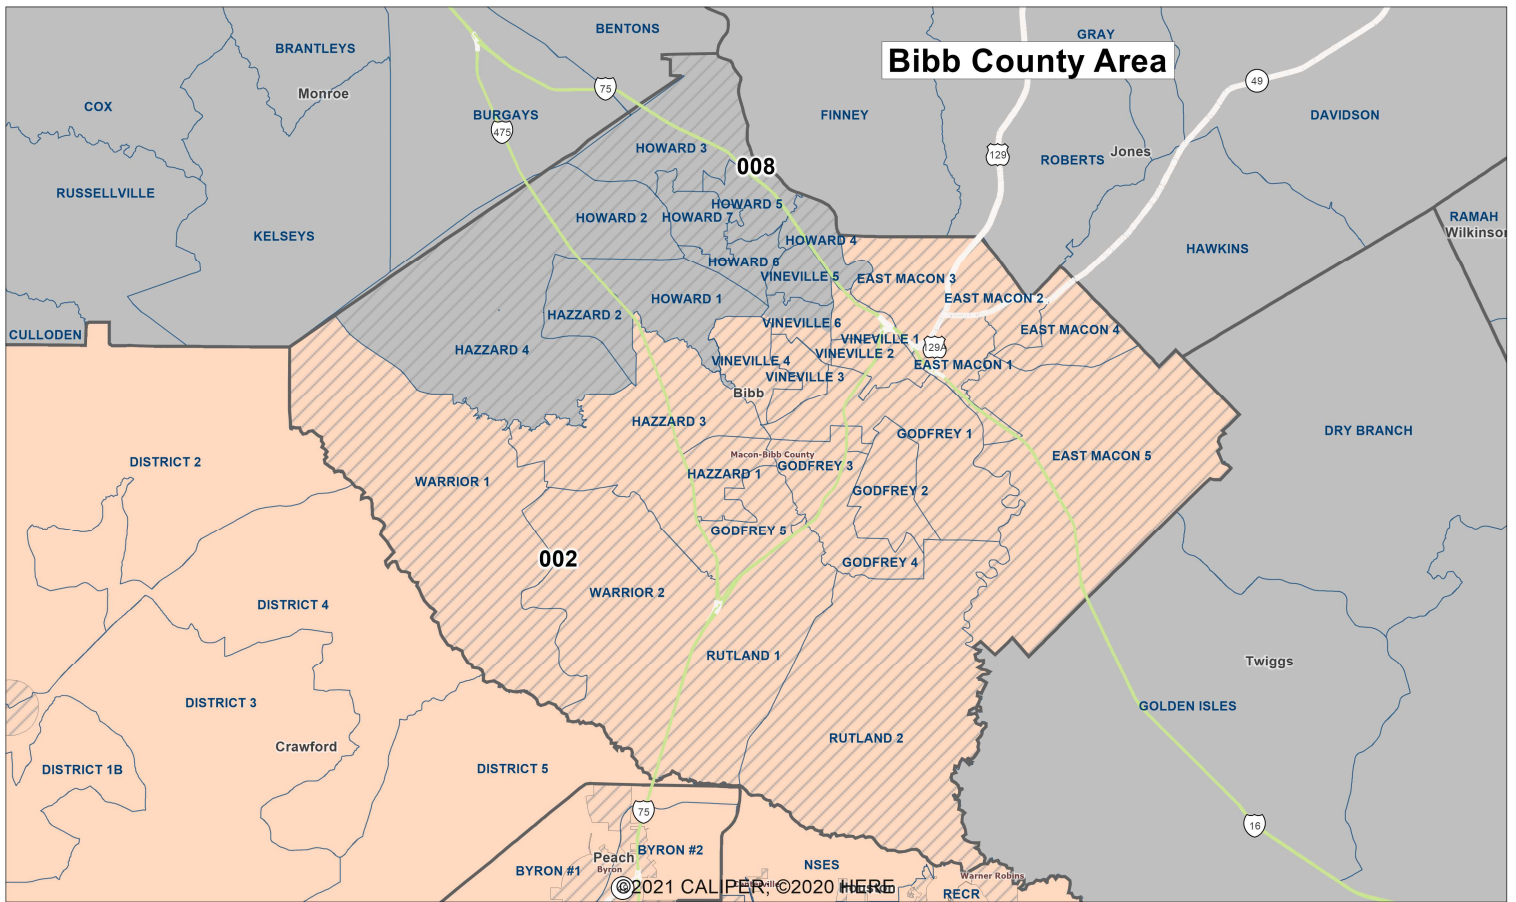 BENTONS
GRAY
BRANTLEYS
Bibb County Area
75
49
Monroe
COX
BURGAYS
FINNEY
DAVIDSON
475
HOWARD 3
129
Jones
ROBERTS
008
RUSSELLVILLE
HOWARD 5
HOWARD 2
HOWARD 7
RAMAH
Wilkinson
KELSEYS
HOWARD 4
HAWKINS
HOWARD 6
VINEVILLE 5
EAST MACON 3
HOWARD 1
EAST MACON 2
HAZZARD 2
VINEVILLE 6
EAST MACON 4
CULLODEN
VINEVILLE 1
129A
HAZZARD 4
VINEVILLE 2
VINEVILLE 4
EAST MACON 1
VINEVILLE 3
Bibb
HAZZARD 3
GODFREY 1
DRY BRANCH
Macon-Bibb County
EAST MACON 5
DISTRICT 2
GODFREY 3
HAZZARD 1
WARRIOR 1
GODFREY 2
GODFREY 5
002
GODFREY 4
WARRIOR 2
DISTRICT 4
RUTLAND 1
Twiggs
DISTRICT 3
GOLDEN ISLES
RUTLAND 2
Crawford
DISTRICT 1B
DISTRICT 5
75
16
BYRON #2
Peach
NSES
BYRON #1
Byron
Warner Robins
©2021 CALIPER, ©2020 HERE
Houston
RECR